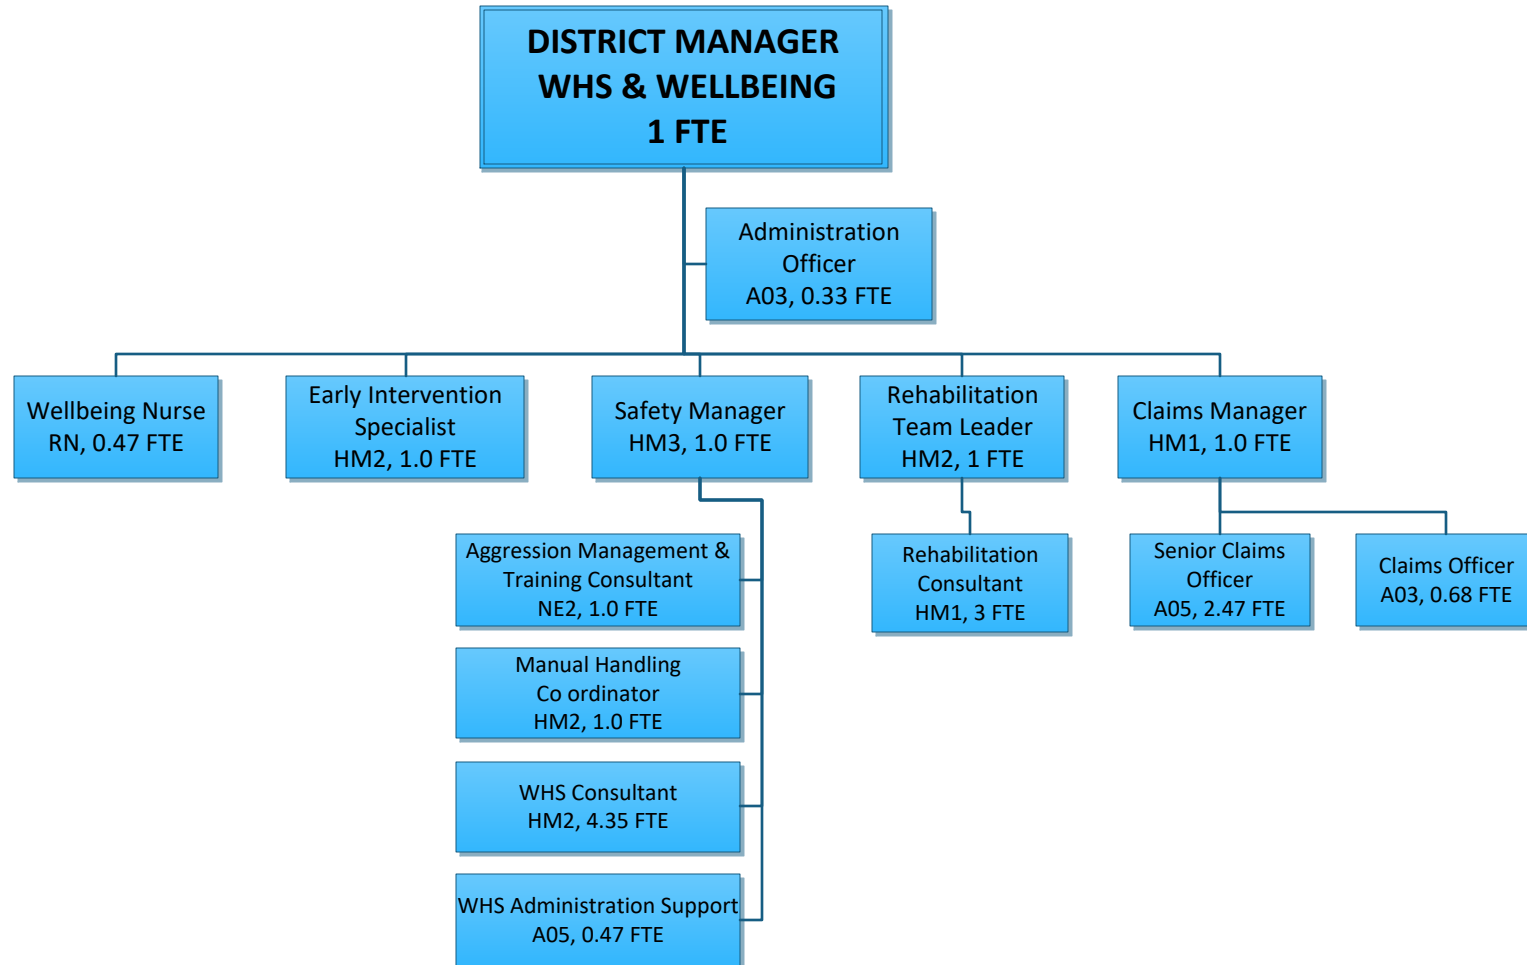 DISTRICT MANAGER
WHS & WELLBEING
1 FTE
Administration
Officer
A03, 0.33 FTE
Wellbeing Nurse
RN, 0.47 FTE
Early Intervention
Specialist
HM2, 1.0 FTE
Safety Manager
HM3, 1.0 FTE
Rehabilitation
Team Leader
HM2, 1 FTE
Claims Manager
HM1, 1.0 FTE
Aggression Management &
Training Consultant
NE2, 1.0 FTE
Manual Handling
Co ordinator
HM2, 1.0 FTE
WHS Consultant
HM2, 4.35 FTE
WHS Administration Support
A05, 0.47 FTE
Rehabilitation
Consultant
HM1, 3 FTE
Senior Claims
Officer
A05, 2.47 FTE
Claims Officer
A03, 0.68 FTE